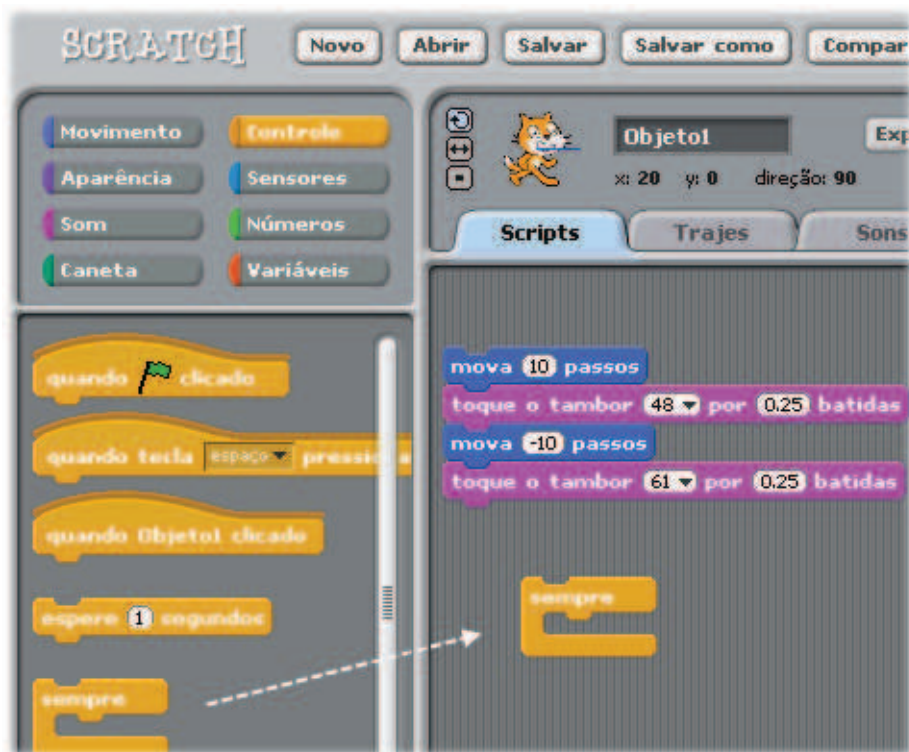 SCRATCH Novo Abrir Salvar Salvar como Compar
Movimento Controle
Aparência Sensores
Som Números
Caneta Variáveis
Objeto1 Exp
x: 20 y: 0 direção: 90
Scripts Trajes Sons
quando clicado
quando tecla espaço
quando Objeto1 clicado
espere 1 segundos
sempre
mova 10 passos
toque o tambor 48 por 0.25 batidas
mova -10 passos
toque o tambor 61 por 0.25 batidas
sempre